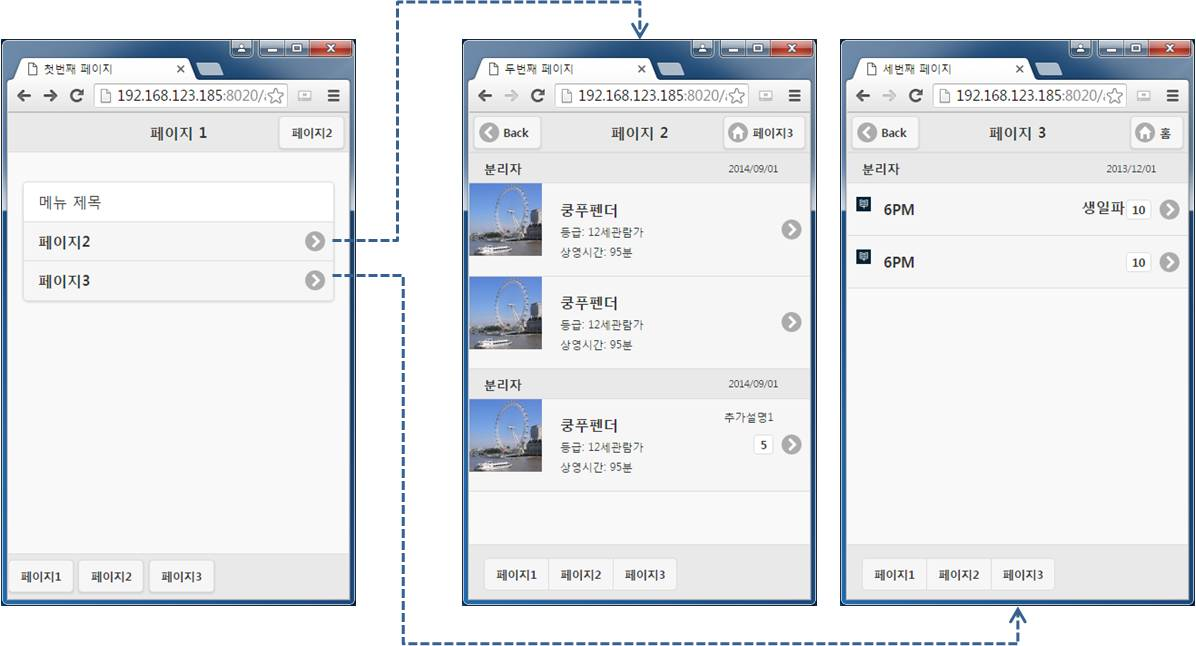 첫번째 페이지
192.168.123.185:8020/
페이지 1
페이지2
메뉴 제목
페이지2
페이지3
페이지1
페이지2
페이지3
두번째 페이지
192.168.123.185:8020/
Back
페이지 2
페이지3
분리자
2014/09/01
쿵푸펜더
등급: 12세관람가
상영시간: 95분
쿵푸펜더
등급: 12세관람가
상영시간: 95분
분리자
2014/09/01
쿵푸펜더
추가설명1
등급: 12세관람가
5
상영시간: 95분
페이지1
페이지2
페이지3
세번째 페이지
192.168.123.185:8020/
Back
페이지 3
홈
분리자
2013/12/01
6PM
생일파
10
6PM
10
페이지1
페이지2
페이지3